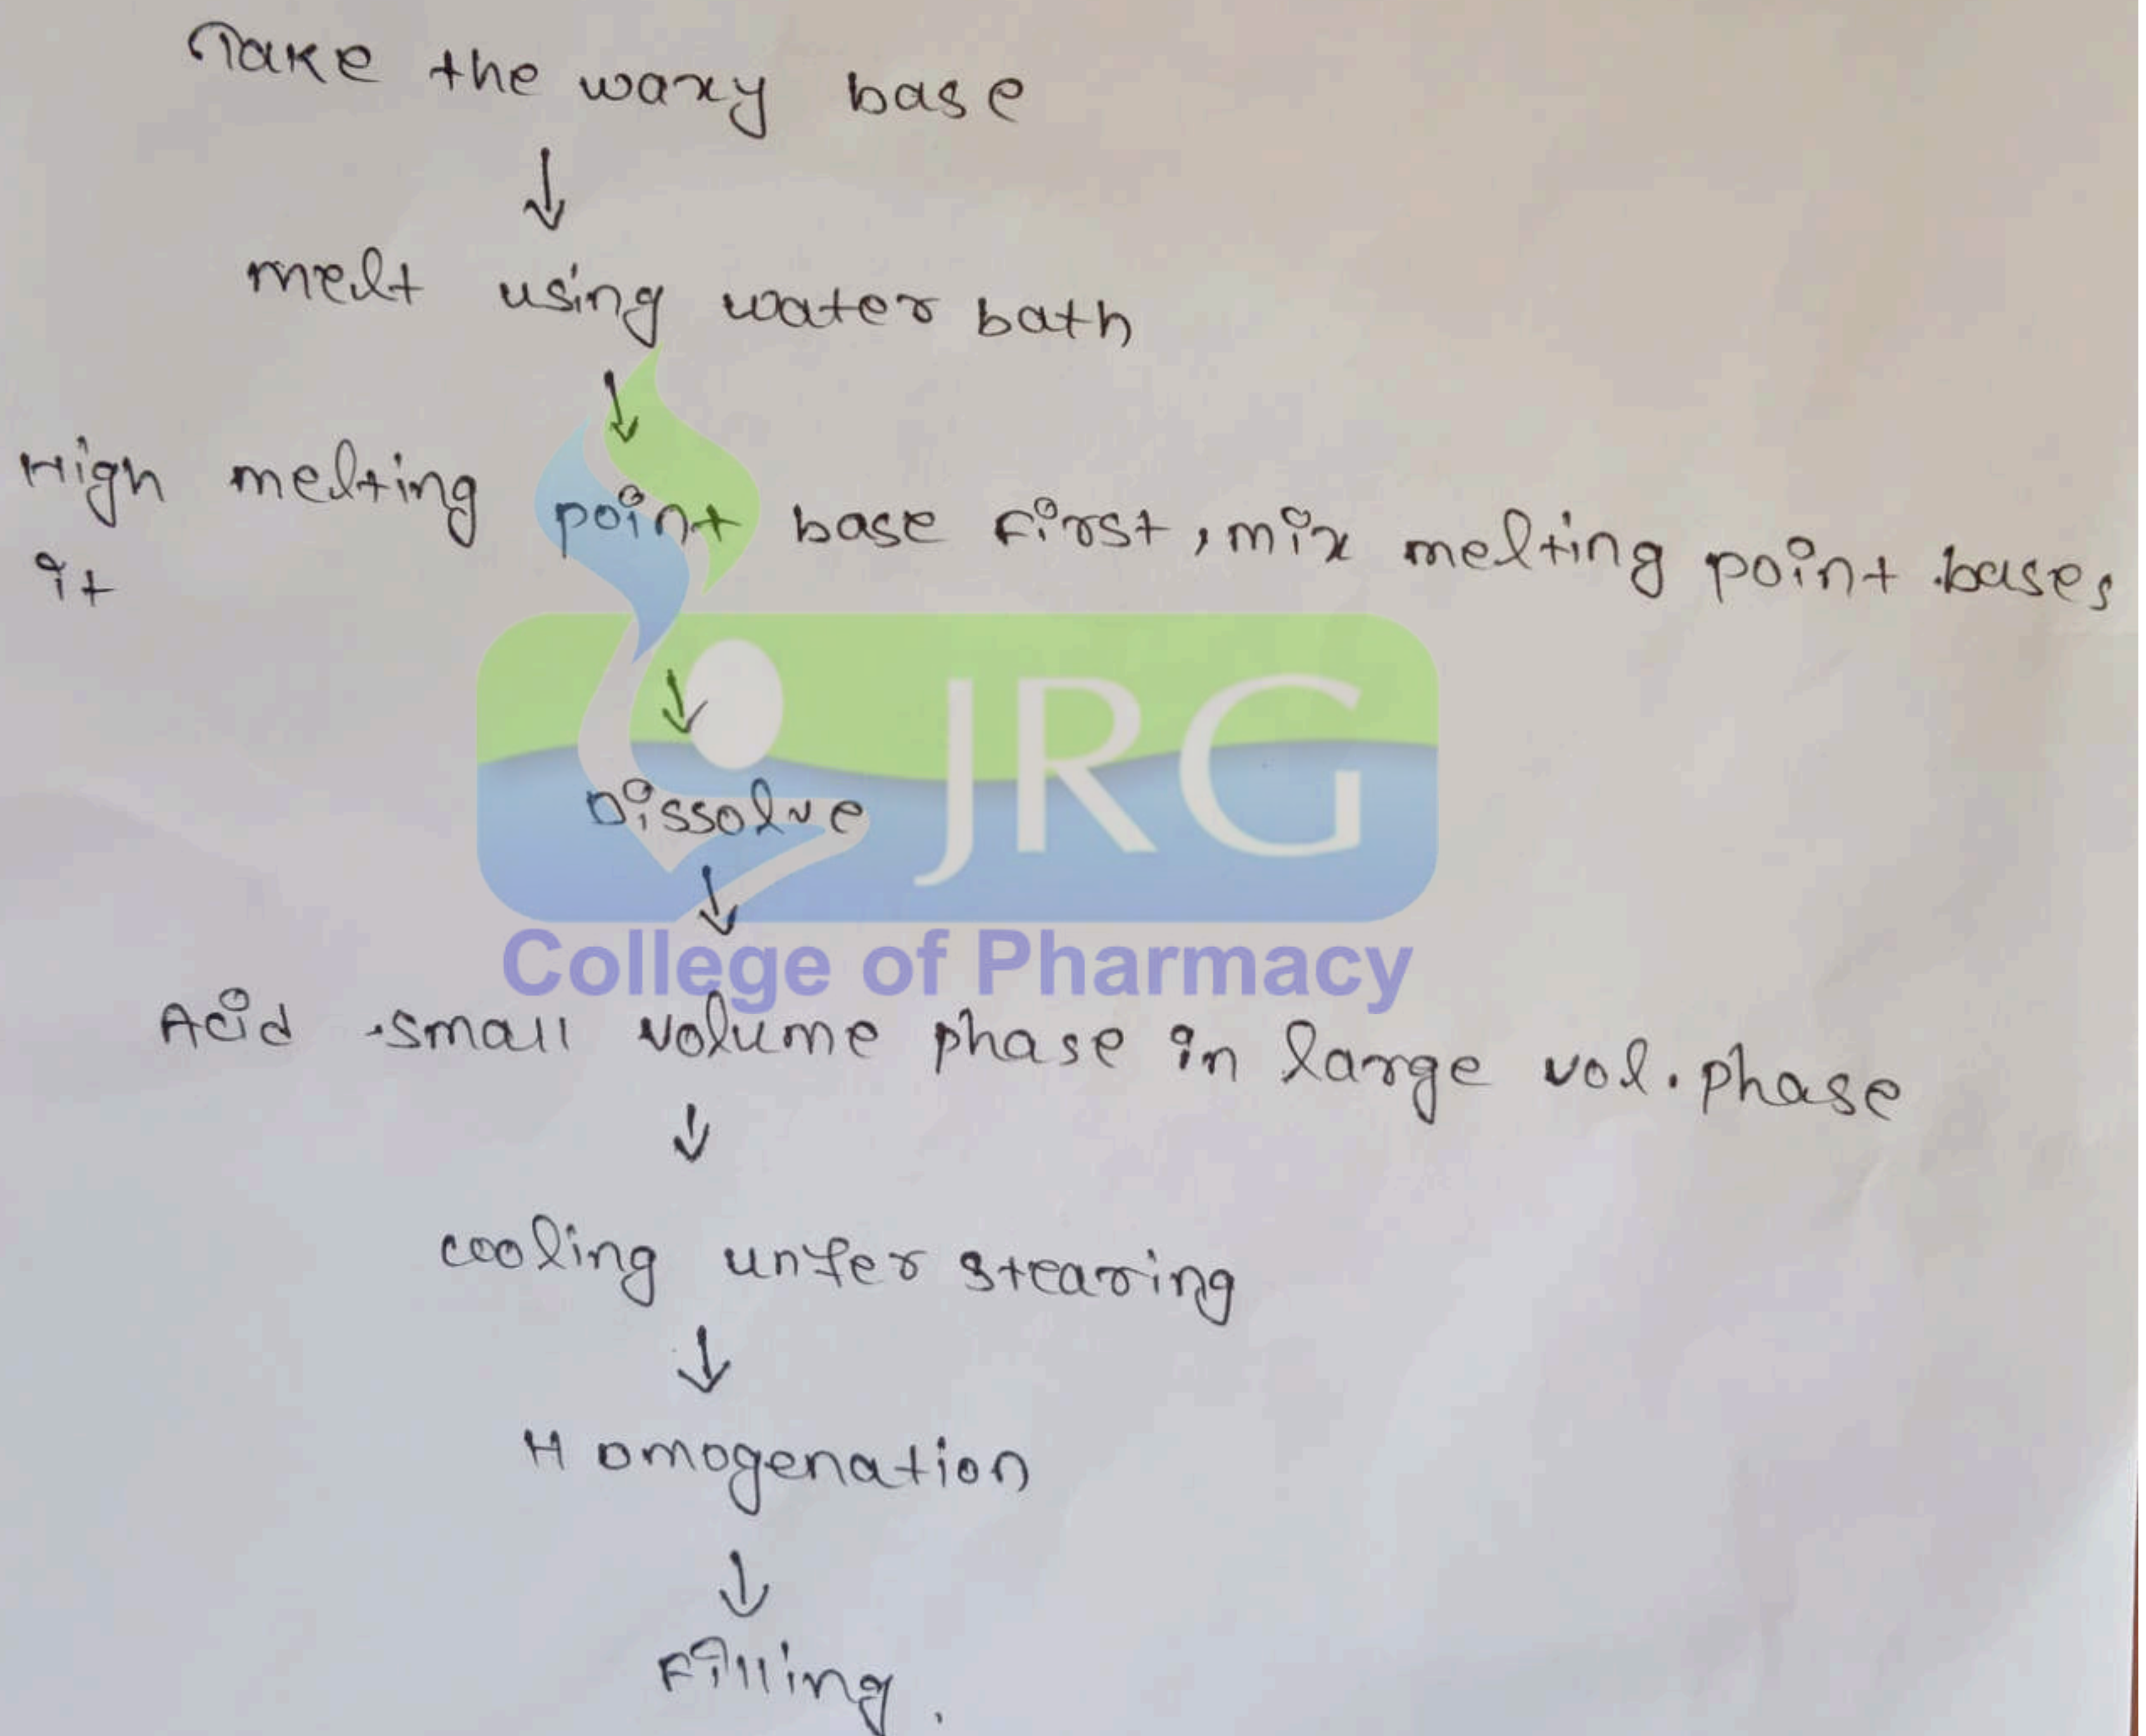 Take the waxy base
↓
melt using water bath
↓
High melting point base first, mix melting point bases
it
↓
JRG
Dissolve
↓
College of Pharmacy
Acid small volume phase in large vol. phase
↓
cooling unfer stearing
↓
Homogenation
↓
Filling.